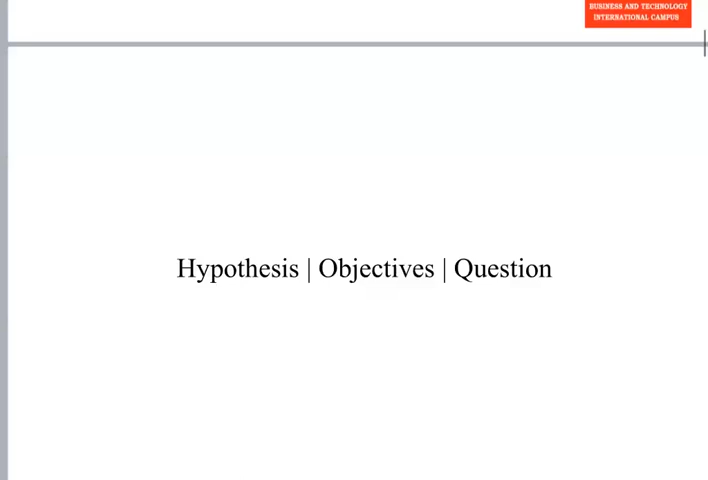 BUSINESS AND TECHNOLOGY
INTERNATIONAL CAMPUS
Hypothesis | Objectives | Question